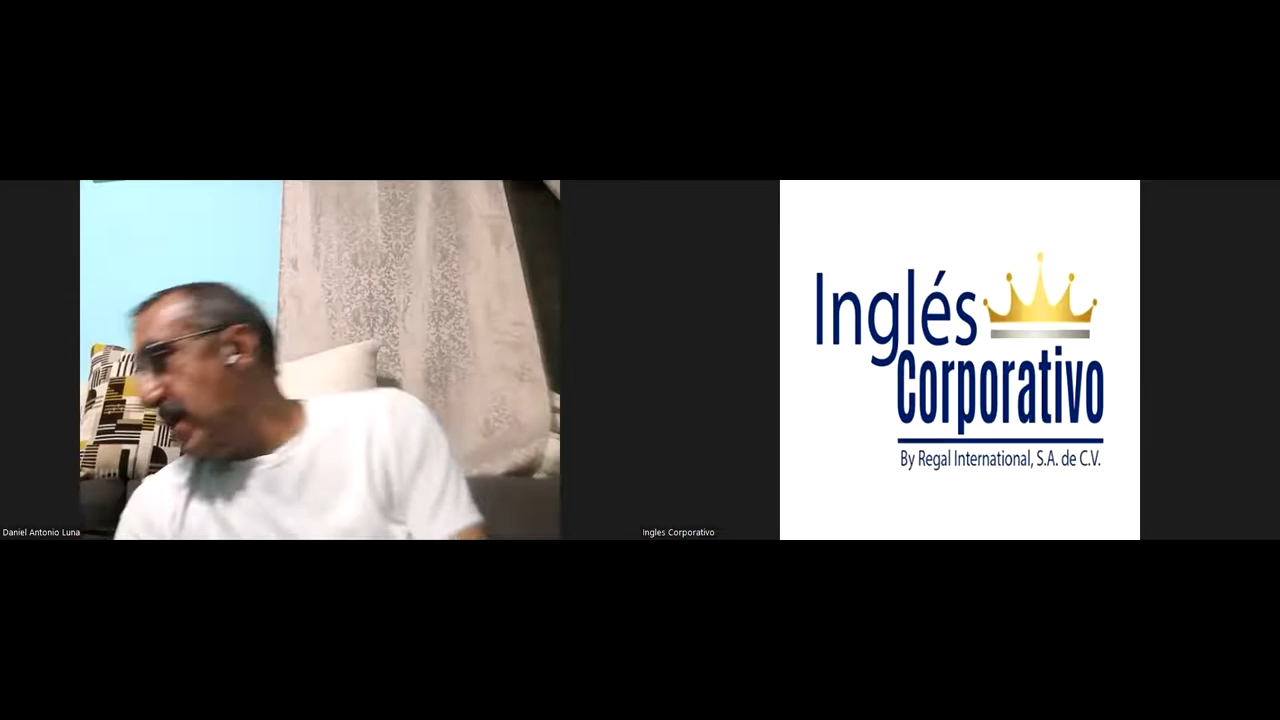 Inglés
Corporativo
By Regal International, S.A. de C.V.
Daniel Antonio Luna
Ingles Corporativo